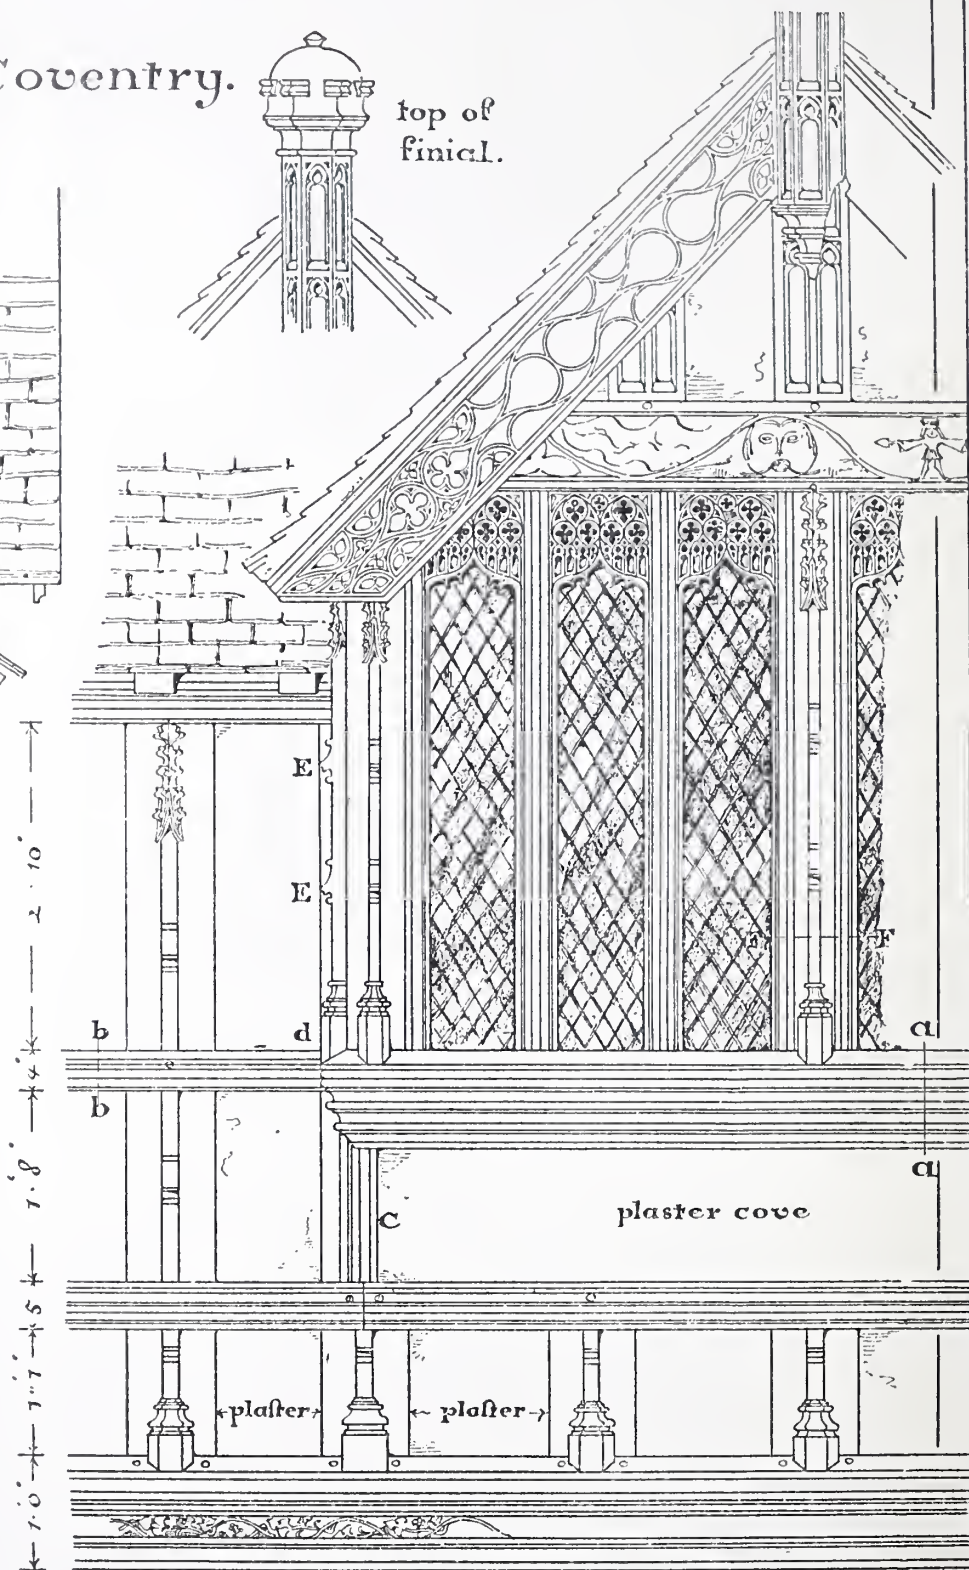 Coventry.
top of
finial.
E
E
2·10"
b
d
F
F
a
4"
b
a
1·8"
C
plaster cove
5
1"·1"
plaſter
plaſter
1·0"